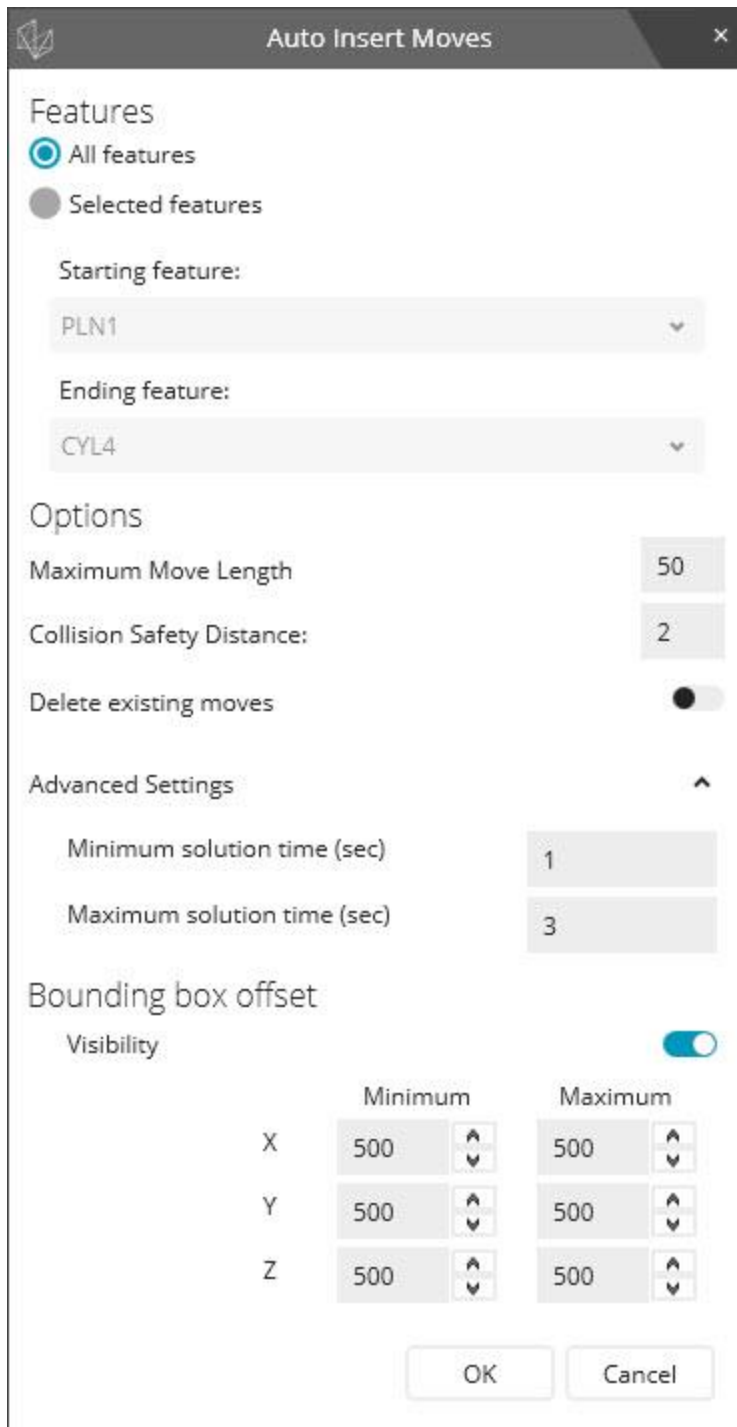 Auto Insert Moves
Features
All features
Selected features
Starting feature:
PLN1
Ending feature:
CYL4
Options
Maximum Move Length 50
Collision Safety Distance: 2
Delete existing moves
Advanced Settings
Minimum solution time (sec) 1
Maximum solution time (sec) 3
Bounding box offset
Visibility
Minimum Maximum
X 500 500
Y 500 500
Z 500 500
OK Cancel